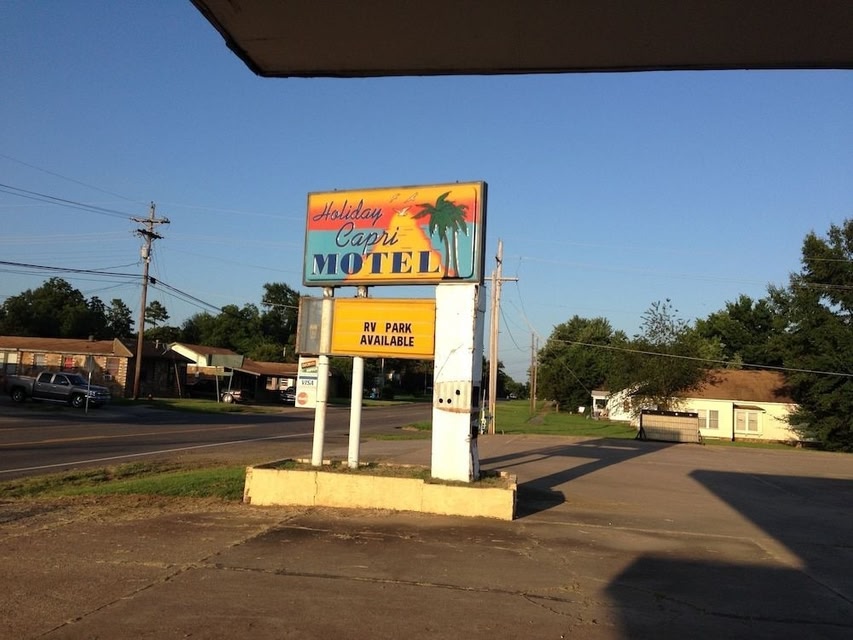 Holiday
Capri
MOTEL
RV PARK
AVAILABLE
VISA